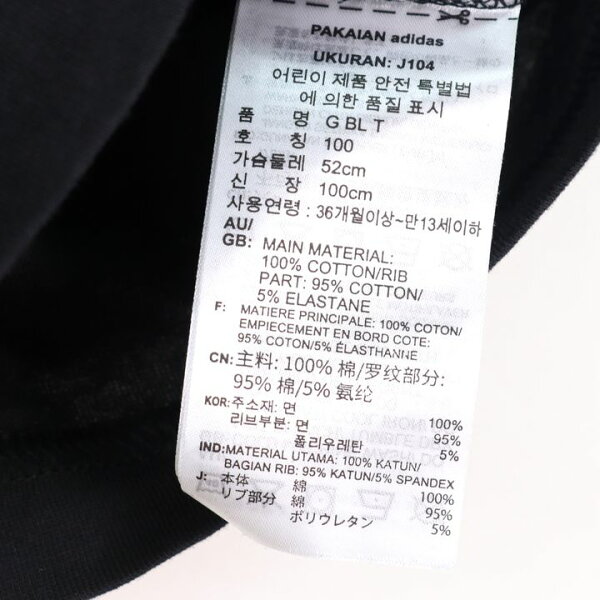 PAKAIAN adidas
UKURAN: J104
어린이 제품 안전 특별법
에 의한 품질 표시
품 명 G BL T
호 칭 100
가슴둘레 52cm
신 장 100cm
사용연령 : 36개월이상~만13세이하
AU/
GB: MAIN MATERIAL:
100% COTTON/RIB
PART: 95% COTTON/
5% ELASTANE
F: MATIERE PRINCIPALE: 100% COTON/
EMPIECEMENT EN BORD COTE:
95% COTON/5% ÉLASTHANNE
CN: 主料: 100% 棉/罗纹部分:
95% 棉/5% 氨纶
KOR: 주소재: 면 100%
리브부분: 면 95%
폴리우레탄 5%
IND: MATERIAL UTAMA: 100% KATUN/
BAGIAN RIB: 95% KATUN/5% SPANDEX
J: 本体 綿 100%
リブ部分 綿 95%
ポリウレタン 5%